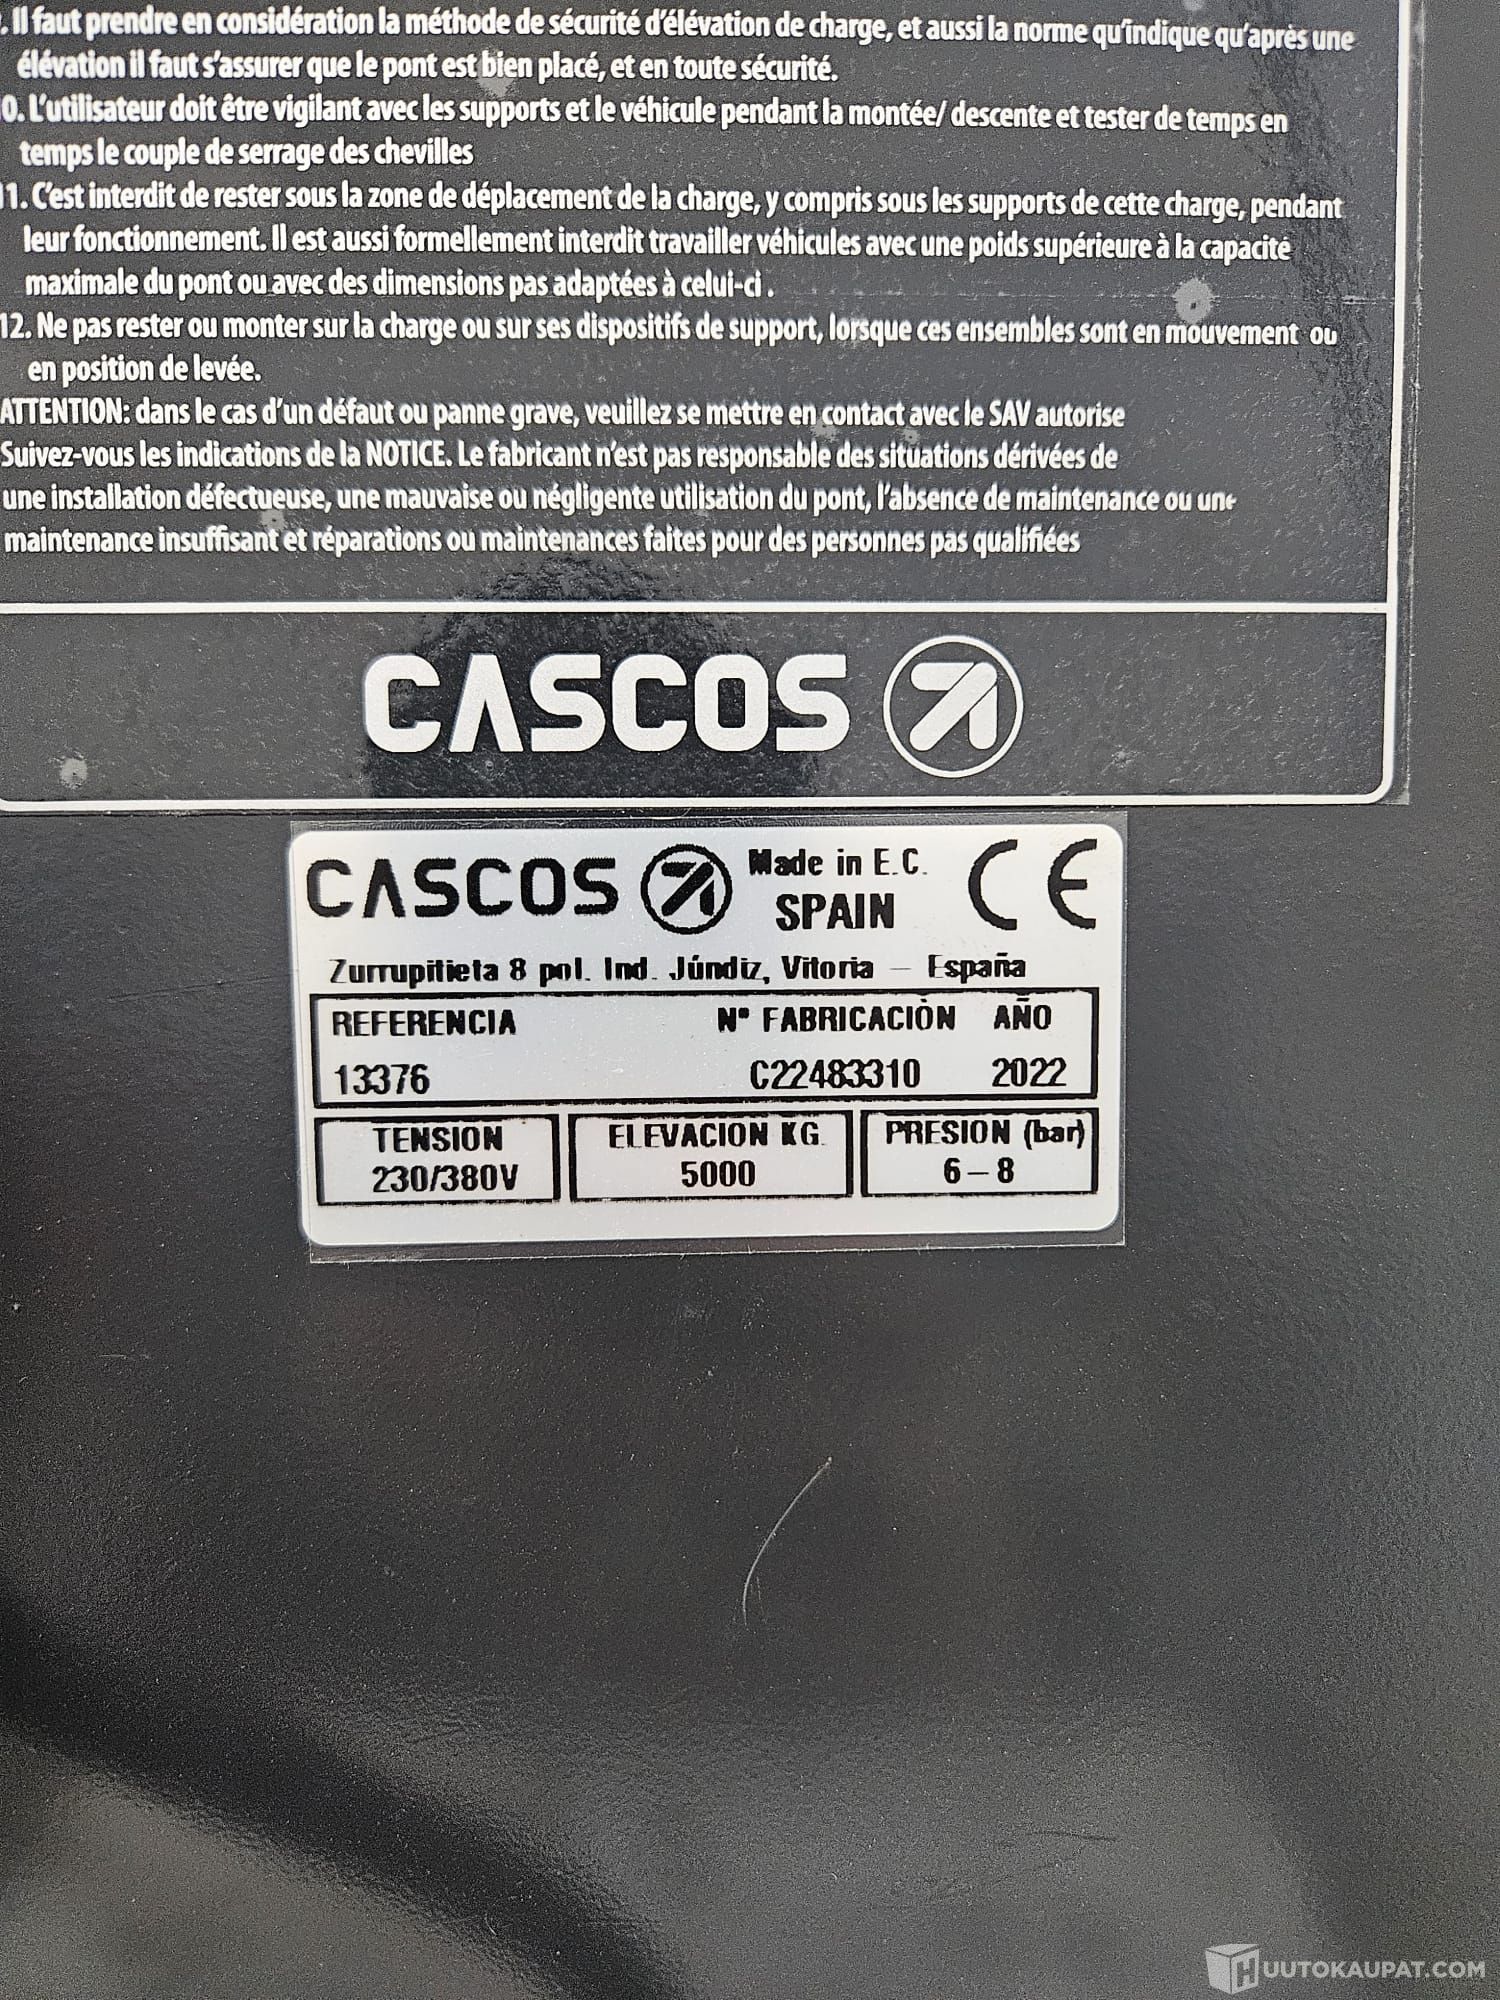 . Il faut prendre en considération la méthode de sécurité d'élévation de charge, et aussi la norme qu'indique qu'après une
élévation il faut s'assurer que le pont est bien placé, et en toute sécurité.
0. L'utilisateur doit être vigilant avec les supports et le véhicule pendant la montée/ descente et tester de temps en
temps le couple de serrage des chevilles
11. C'est interdit de rester sous la zone de déplacement de la charge, y compris sous les supports de cette charge, pendant
leur fonctionnement. Il est aussi formellement interdit travailler véhicules avec une poids supérieure à la capacité
maximale du pont ou avec des dimensions pas adaptées à celui-ci .
12. Ne pas rester ou monter sur la charge ou sur ses dispositifs de support, lorsque ces ensembles sont en mouvement ou
en position de levée.
ATTENTION: dans le cas d'un défaut ou panne grave, veuillez se mettre en contact avec le SAV autorise
Suivez-vous les indications de la NOTICE. Le fabricant n'est pas responsable des situations dérivées de
une installation défectueuse, une mauvaise ou négligente utilisation du pont, l'absence de maintenance ou une
maintenance insuffisant et réparations ou maintenances faites pour des personnes pas qualifiées
CASCOS
CASCOS Made in E.C. SPAIN CE
Zurrupitieta 8 pol. Ind. Júndiz, Vitoria – España
REFERENCIA Nº FABRICACIÒN AÑO
13376 C22483310 2022
TENSION ELEVACION KG. PRESION (bar)
230/380V 5000 6 – 8
HUUTOKAUPAT.COM